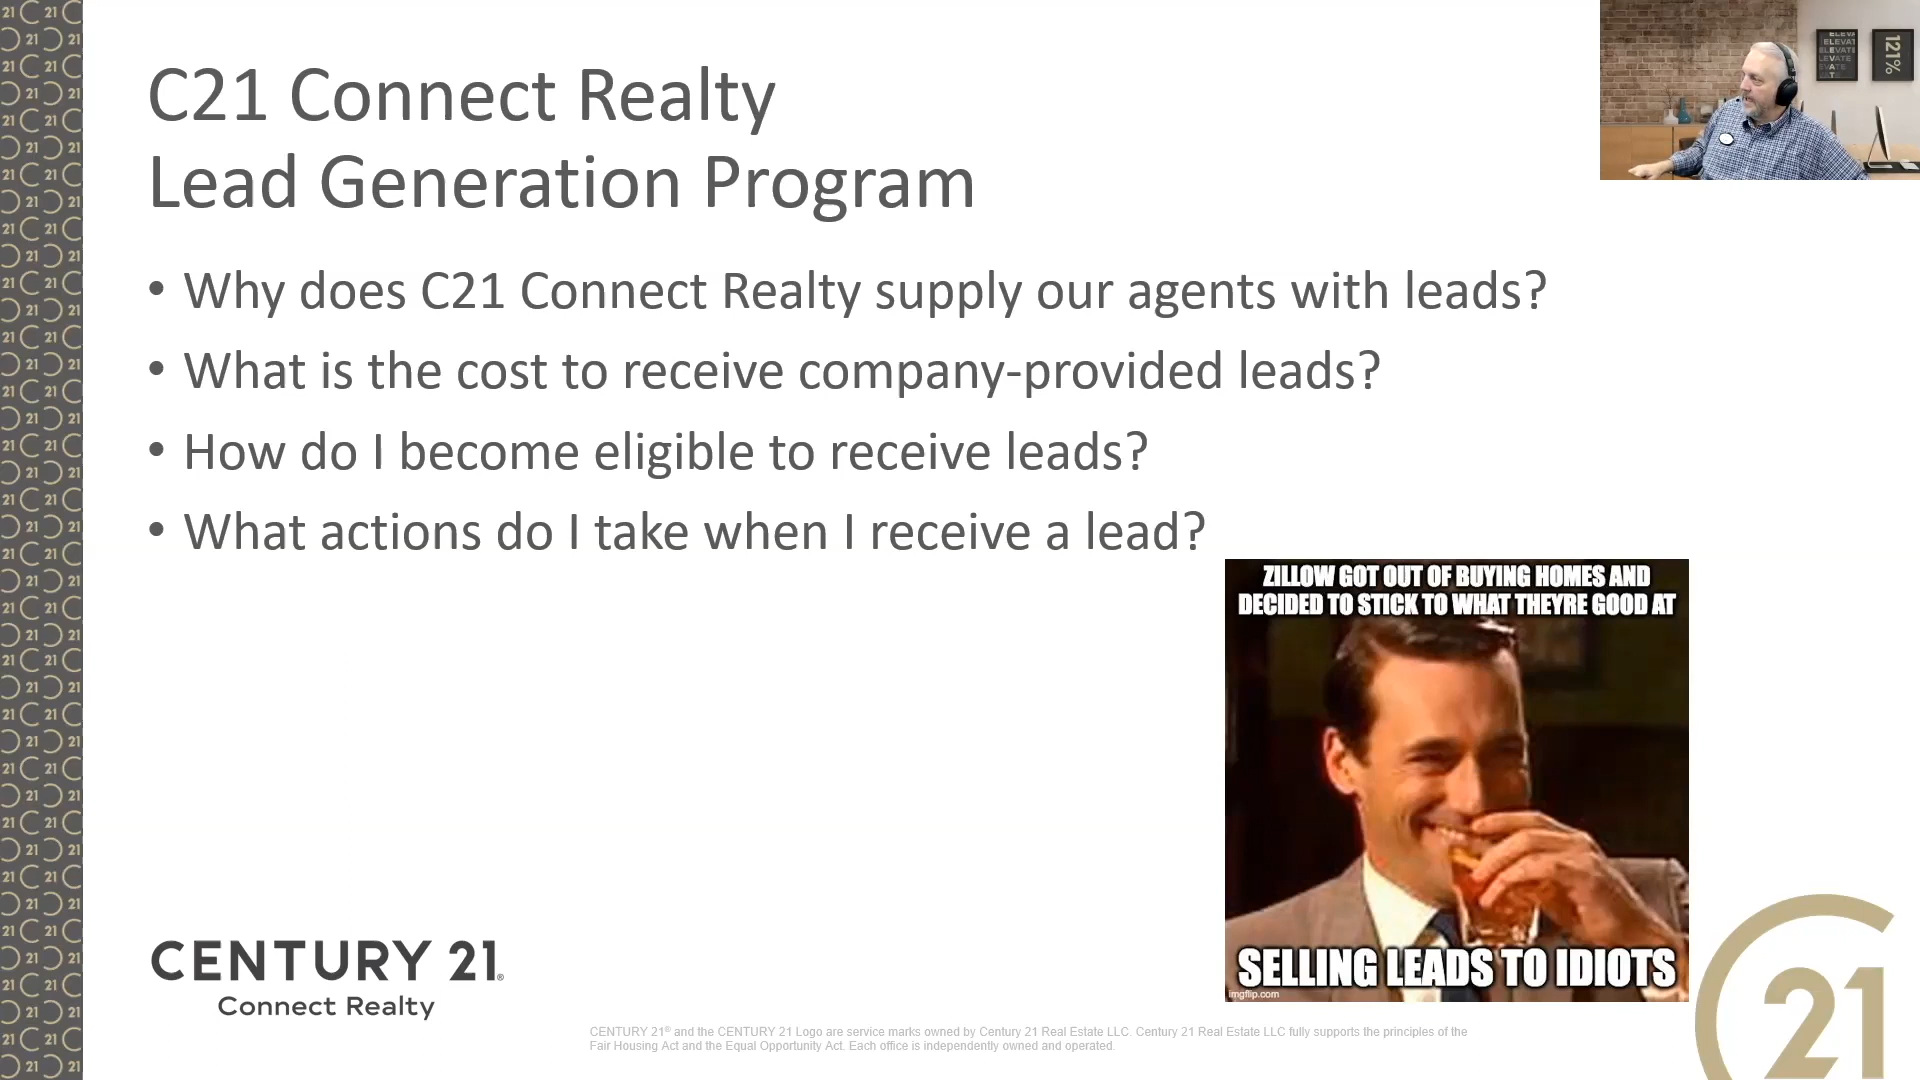 C21 Connect Realty
Lead Generation Program
• Why does C21 Connect Realty supply our agents with leads?
• What is the cost to receive company-provided leads?
• How do I become eligible to receive leads?
• What actions do I take when I receive a lead?
ZILLOW GOT OUT OF BUYING HOMES AND
DECIDED TO STICK TO WHAT THEYRE GOOD AT
SELLING LEADS TO IDIOTS
imgflip.com
CENTURY 21®
Connect Realty
CENTURY 21® and the CENTURY 21 Logo are service marks owned by Century 21 Real Estate LLC. Century 21 Real Estate LLC fully supports the principles of the
Fair Housing Act and the Equal Opportunity Act. Each office is independently owned and operated.
21
121%
ELEVATE